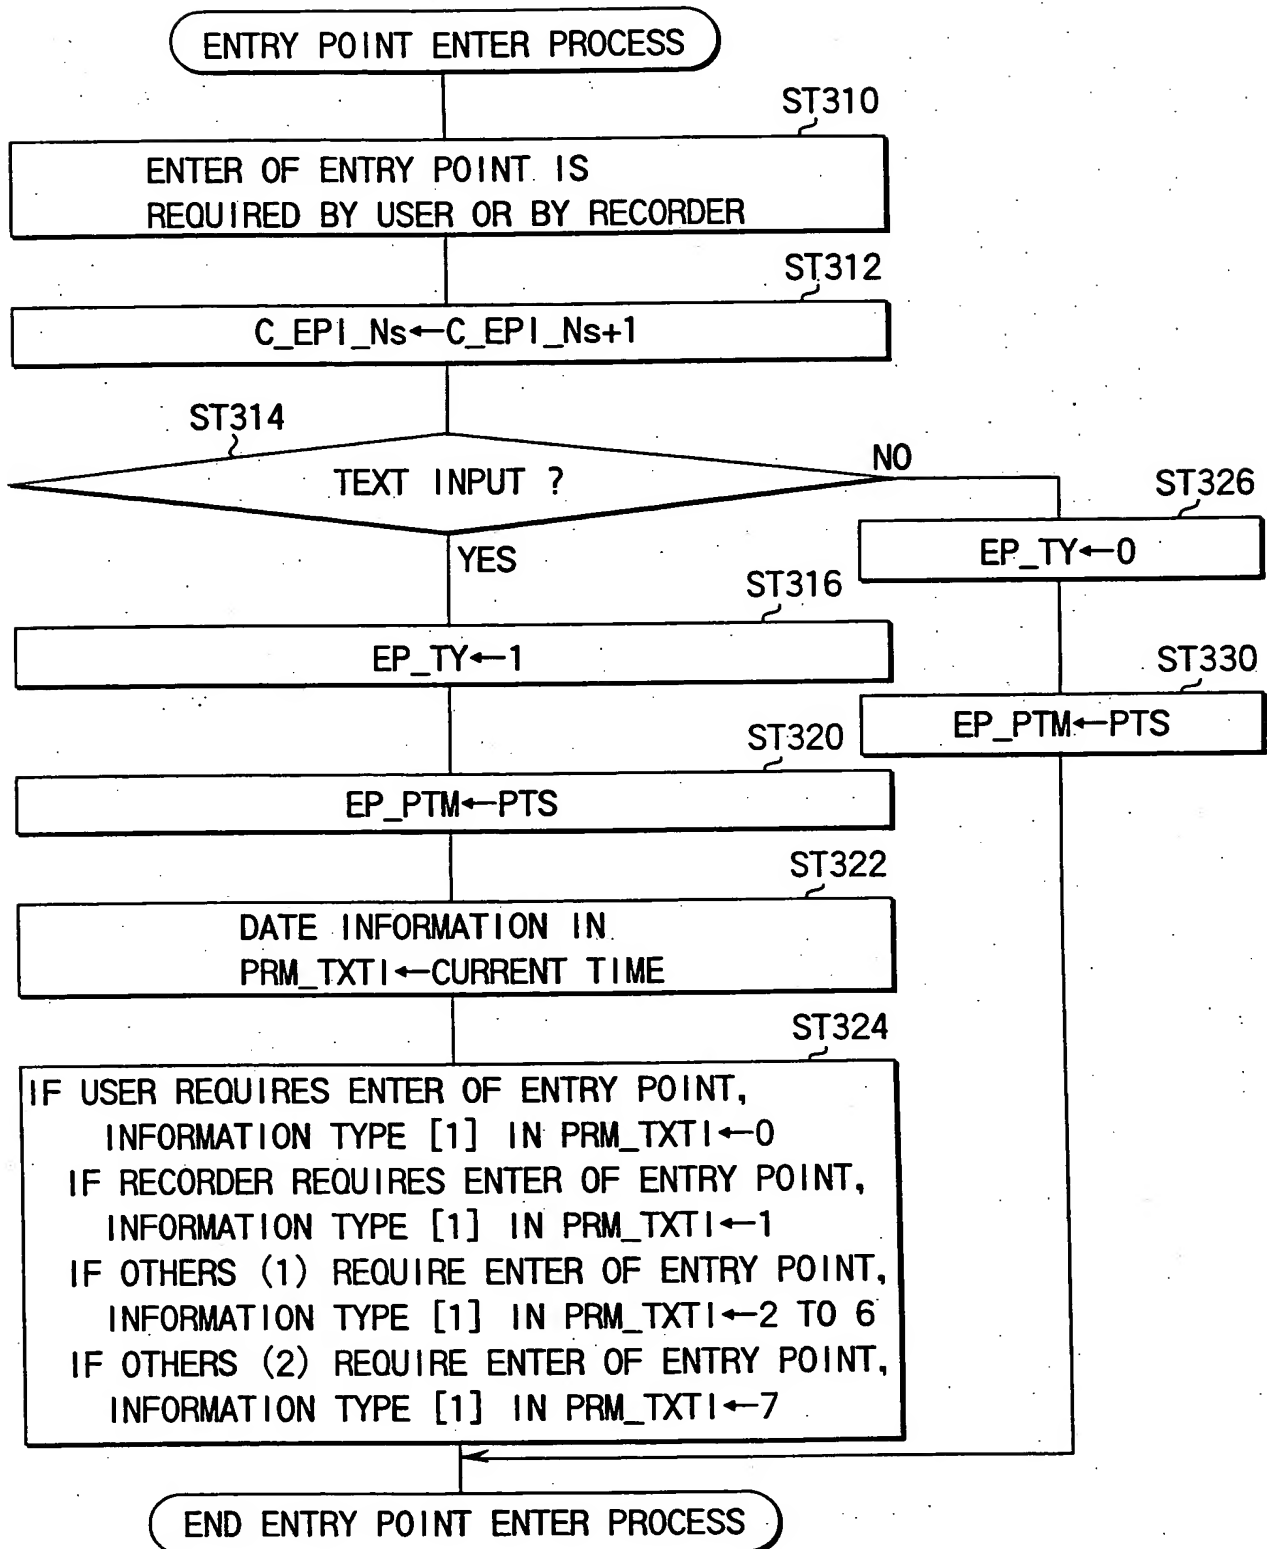 ENTRY POINT ENTER PROCESS
ST310
ENTER OF ENTRY POINT IS
REQUIRED BY USER OR BY RECORDER
ST312
C_EPI_Ns←C_EPI_Ns+1
ST314
TEXT INPUT ?
NO
YES
ST326
EP_TY←0
ST316
EP_TY←1
ST330
EP_PTM←PTS
ST320
EP_PTM←PTS
ST322
DATE INFORMATION IN
PRM_TXTI←CURRENT TIME
ST324
IF USER REQUIRES ENTER OF ENTRY POINT,
INFORMATION TYPE [1] IN PRM_TXTI←0
IF RECORDER REQUIRES ENTER OF ENTRY POINT,
INFORMATION TYPE [1] IN PRM_TXTI←1
IF OTHERS (1) REQUIRE ENTER OF ENTRY POINT,
INFORMATION TYPE [1] IN PRM_TXTI←2 TO 6
IF OTHERS (2) REQUIRE ENTER OF ENTRY POINT,
INFORMATION TYPE [1] IN PRM_TXTI←7
END ENTRY POINT ENTER PROCESS